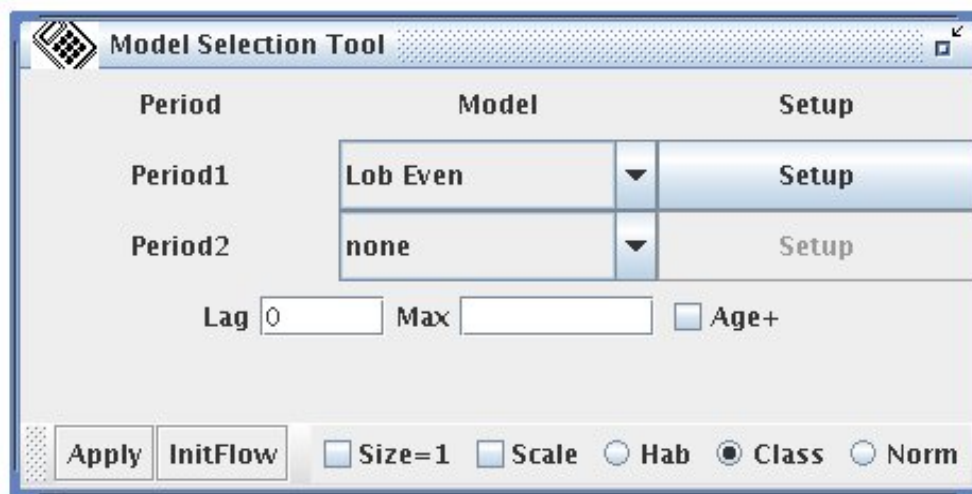 Model Selection Tool
Period Model Setup
Period1 Lob Even Setup
Period2 none Setup
Lag 0 Max Age+
Apply InitFlow Size=1 Scale Hab Class Norm